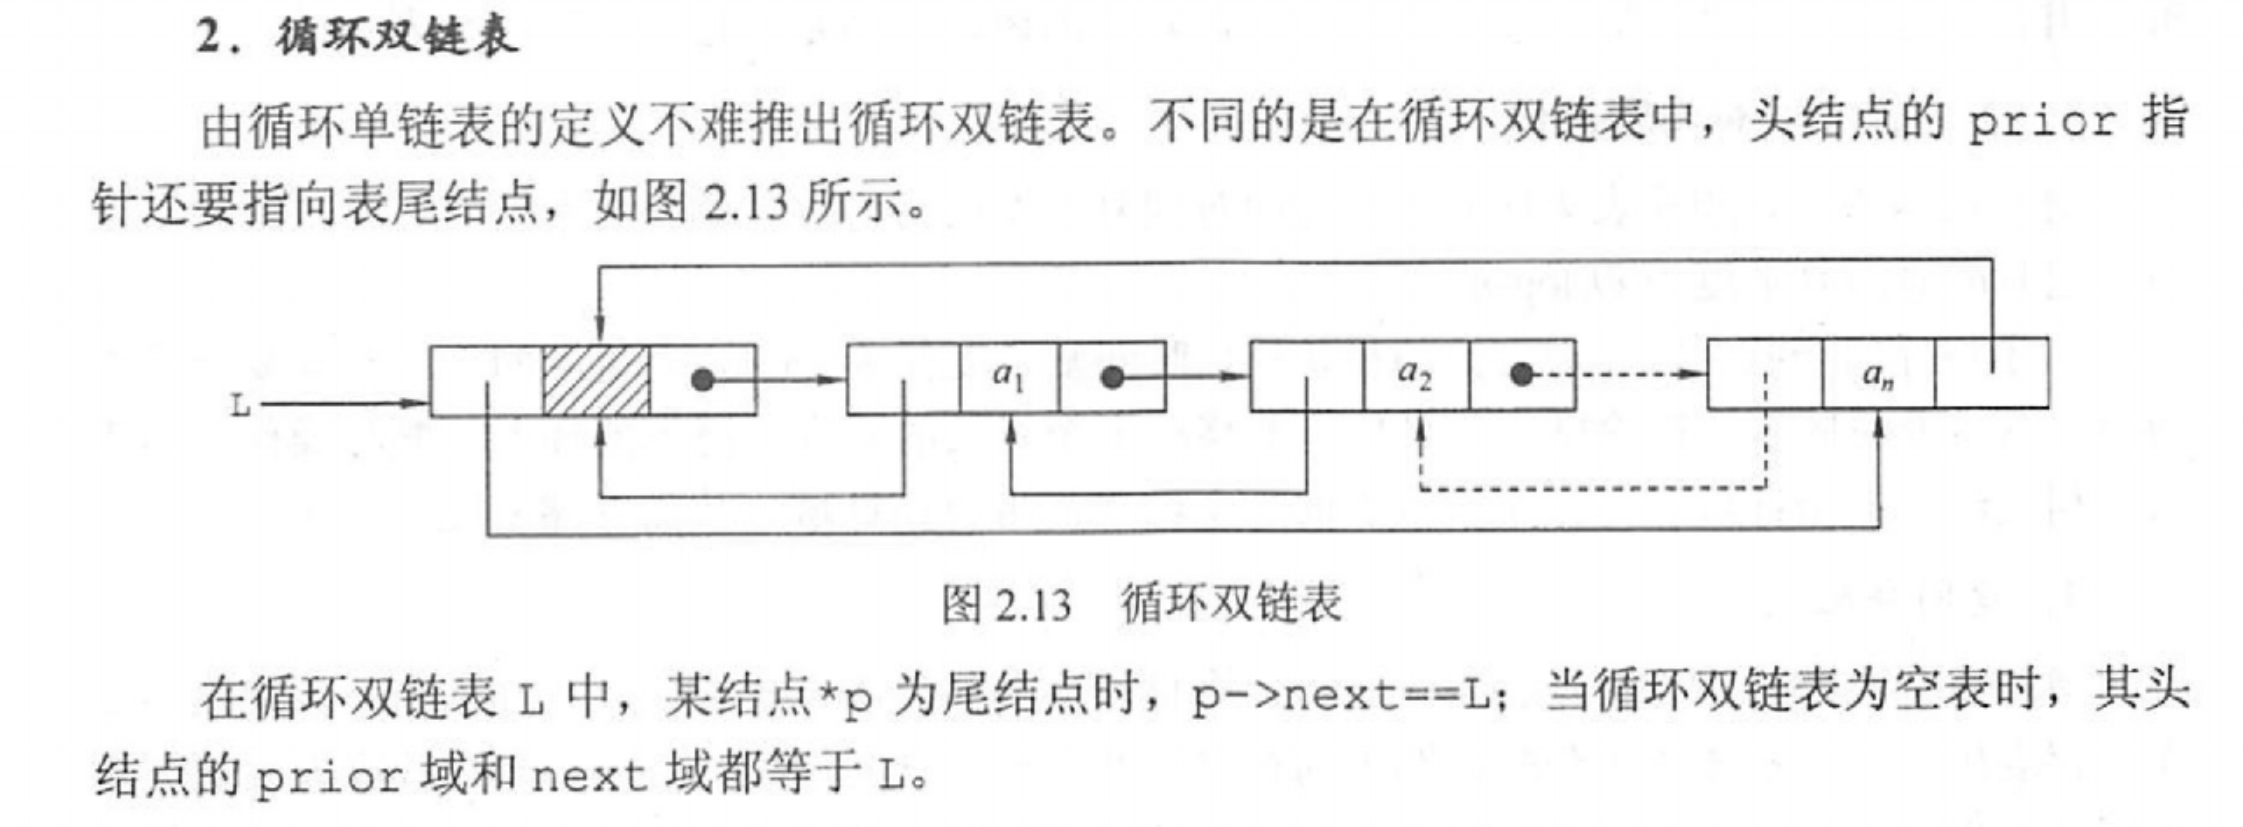 2. 循环双链表
由循环单链表的定义不难推出循环双链表。不同的是在循环双链表中，头结点的 prior 指
针还要指向表尾结点，如图 2.13 所示。
L a₁ a₂ aₙ
图 2.13 循环双链表
在循环双链表 L 中，某结点*p 为尾结点时，p->next==L；当循环双链表为空表时，其头
结点的 prior 域和 next 域都等于 L。